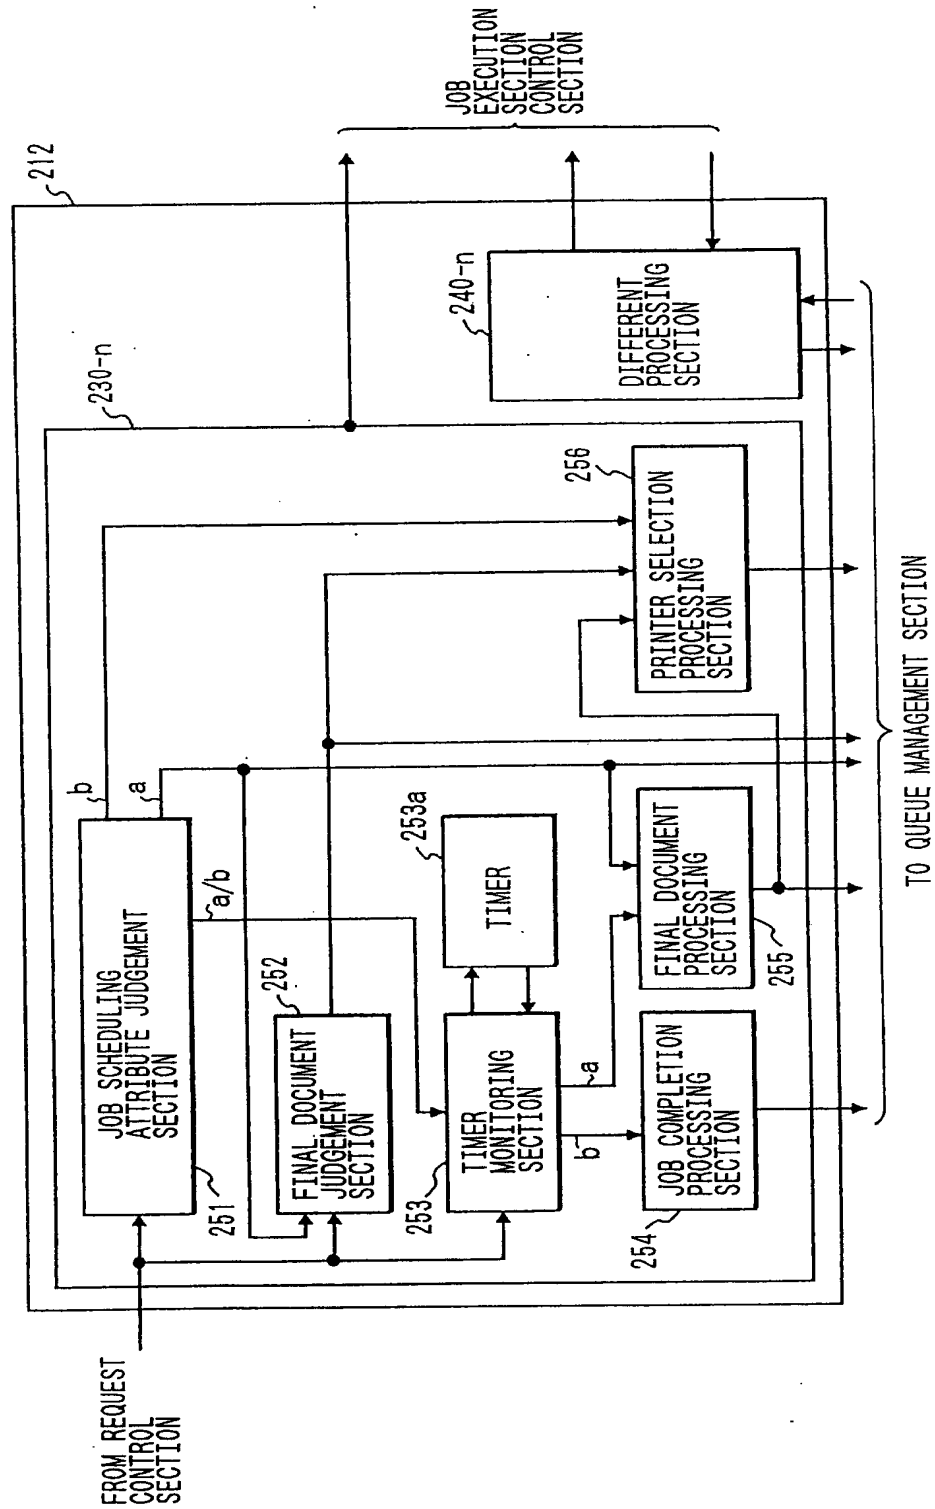 FROM REQUEST
CONTROL
SECTION
212
230-n
JOB SCHEDULING
ATTRIBUTE JUDGEMENT
SECTION
251
b
a
a/b
FINAL DOCUMENT
JUDGEMENT
SECTION
252
TIMER
MONITORING
SECTION
253
TIMER
253a
b
a
JOB COMPLETION
PROCESSING
SECTION
254
FINAL DOCUMENT
PROCESSING
SECTION
255
PRINTER SELECTION
PROCESSING
SECTION
256
DIFFERENT
PROCESSING
SECTION
240-n
JOB
EXECUTION
SECTION
CONTROL
SECTION
TO QUEUE MANAGEMENT SECTION